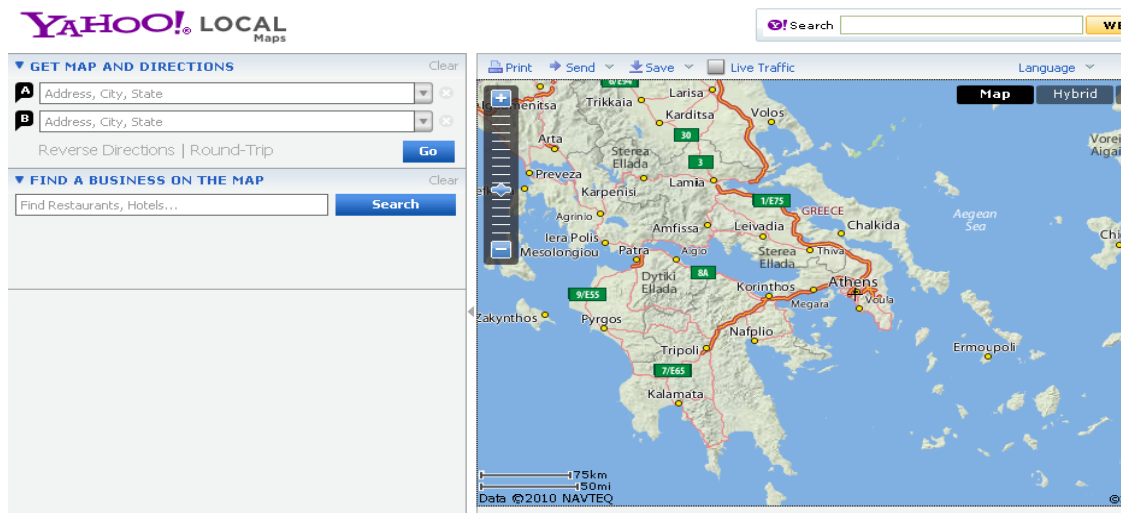 YAHOO! LOCAL
Maps
Y! Search
GET MAP AND DIRECTIONS Clear
A Address, City, State
B Address, City, State
Reverse Directions | Round-Trip Go
FIND A BUSINESS ON THE MAP Clear
Find Restaurants, Hotels... Search
Print Send Save Live Traffic Language
Map Hybrid
Larisa
Trikkaia
Karditsa
Volos
30
Arta
Sterea
Ellada
3
Preveza
Lamia
Karpenisi
1/E75
GREECE
Agrinio
Amfissa
Leivadia
Chalkida
Aegean
Sea
Iera Polis
Mesolongiou
Patra
Aigio
Sterea
Ellada
Thiva
Dytiki
Ellada
8A
Korinthos
Athens
Megara
Voula
9/E55
Zakynthos
Pyrgos
Nafplio
Tripoli
Ermoupoli
7/E65
Kalamata
75km
50mi
Data ©2010 NAVTEQ
©